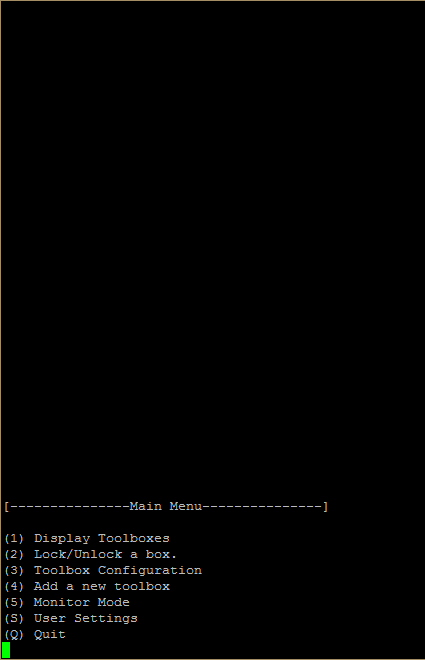 [---------------Main Menu---------------]
(1) Display Toolboxes
(2) Lock/Unlock a box.
(3) Toolbox Configuration
(4) Add a new toolbox
(5) Monitor Mode
(S) User Settings
(Q) Quit